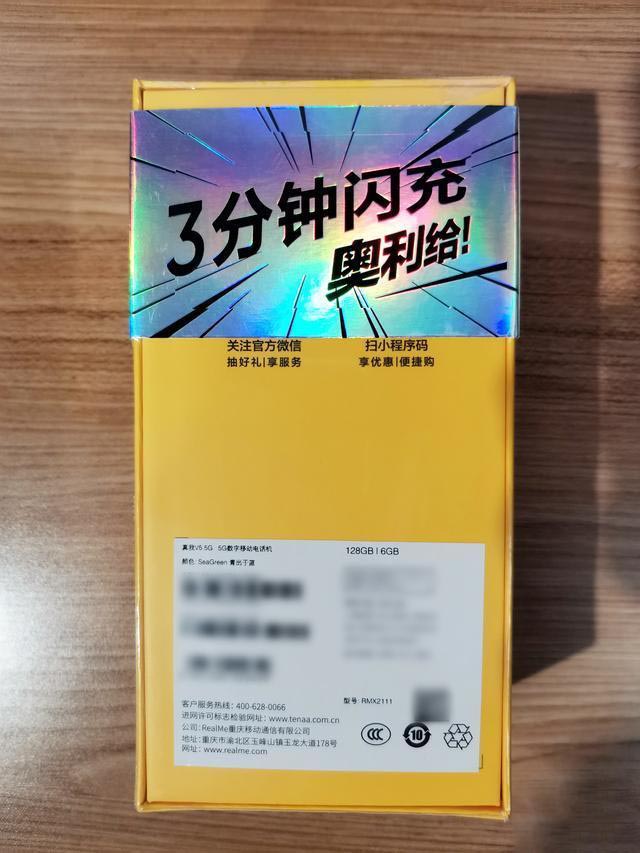 3分钟闪充
奥利给!
关注官方微信
抽好礼|享服务
扫小程序码
享优惠|便捷购
真我V5 5G 5G数字移动电话机
颜色: SeaGreen 青出于蓝
128GB | 6GB
型号: RMX2111
客户服务热线: 400-628-0066
进网许可标志检验网址: www.tenaa.com.cn
公司: RealMe重庆移动通信有限公司
地址: 重庆市渝北区玉峰山镇玉龙大道178号
网址: www.realme.com
CCC
10